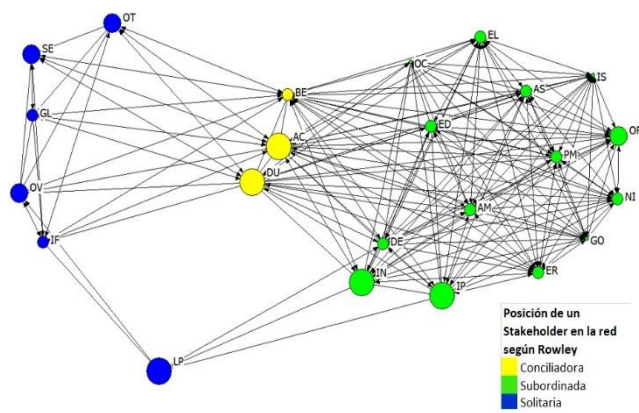 OT
SE
GL
OV
IF
LP
BE
AC
DU
OC
EL
IS
AS
ED
OF
PM
NI
AM
GO
DE
IN
IP
ER
Posición de un
Stakeholder en la red
según Rowley
Conciliadora
Subordinada
Solitaria